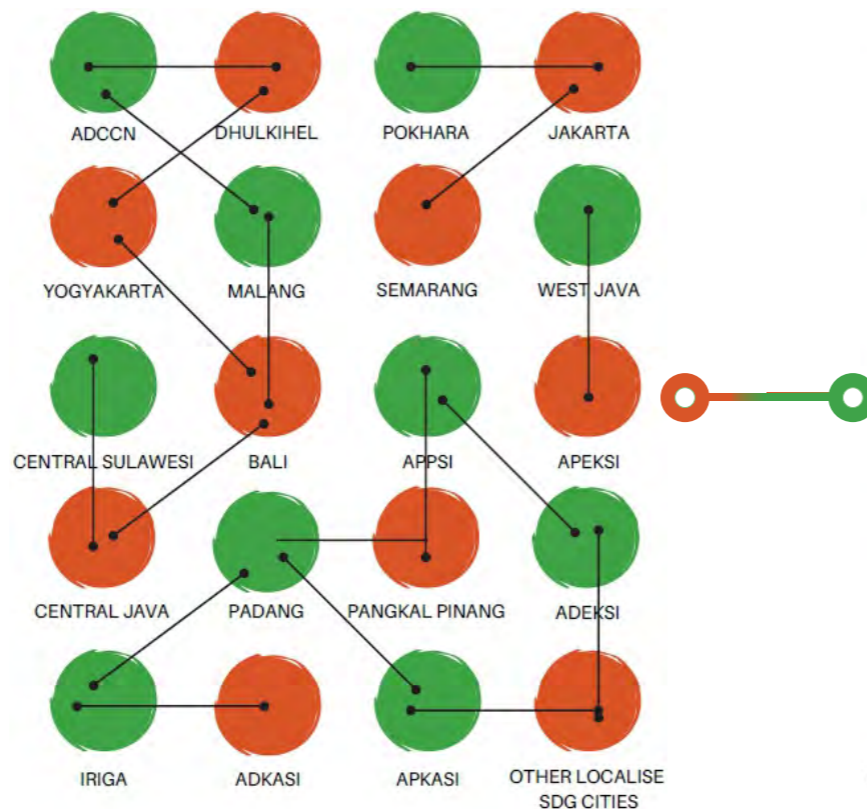 ADCCN
DHULKIHEL
POKHARA
JAKARTA
YOGYAKARTA
MALANG
SEMARANG
WEST JAVA
CENTRAL SULAWESI
BALI
APPSI
APEKSI
CENTRAL JAVA
PADANG
PANGKAL PINANG
ADEKSI
IRIGA
ADKASI
APKASI
OTHER LOCALISE
SDG CITIES